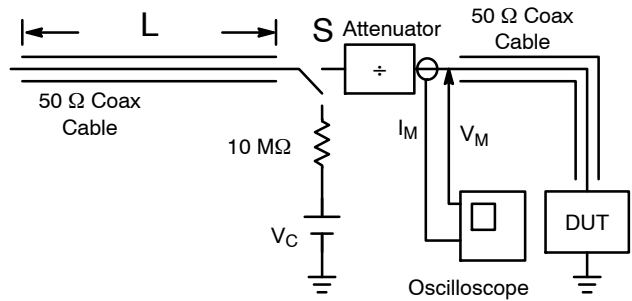 L
S
Attenuator
÷
50 Ω Coax
Cable
50 Ω Coax
Cable
10 MΩ
I_M
V_M
V_C
DUT
Oscilloscope